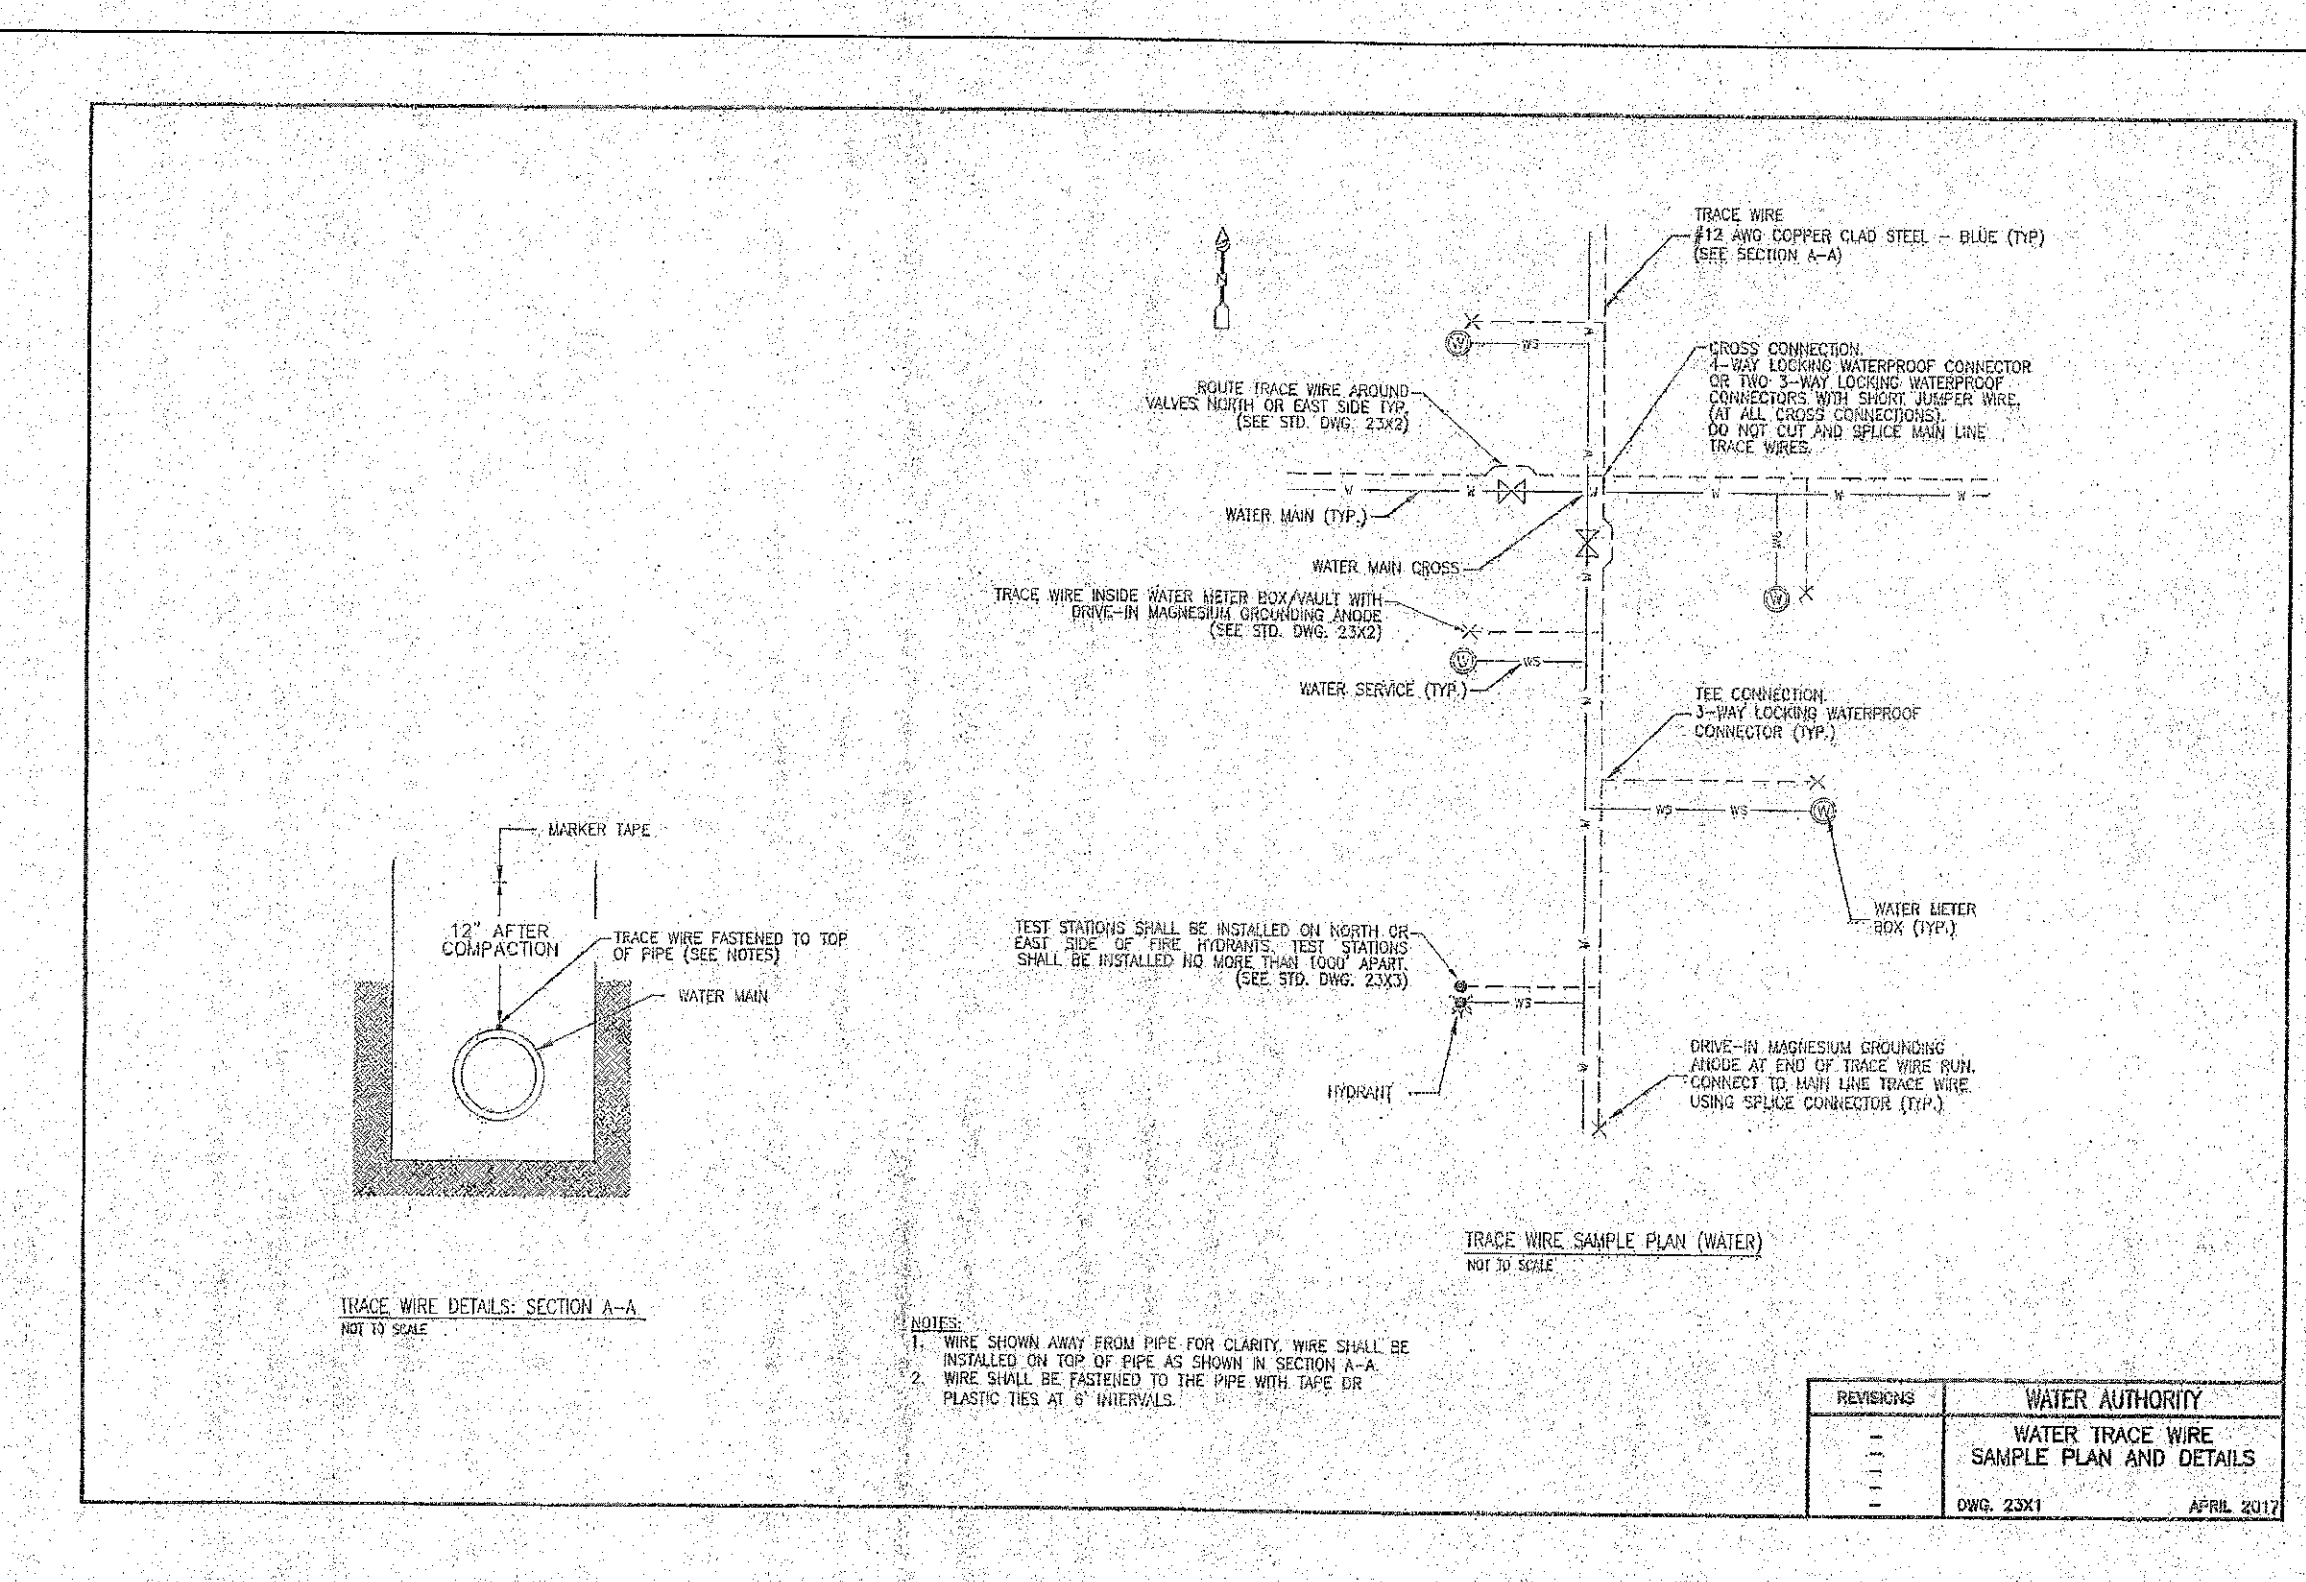 TRACE WIRE
#12 AWG COPPER CLAD STEEL - BLUE (TYP)
(SEE SECTION A-A)
N
CROSS CONNECTION.
4-WAY LOCKING WATERPROOF CONNECTOR
OR TWO 3-WAY LOCKING WATERPROOF
CONNECTORS WITH SHORT JUMPER WIRE.
(AT ALL CROSS CONNECTIONS).
DO NOT CUT AND SPLICE MAIN LINE
TRACE WIRES.
ROUTE TRACE WIRE AROUND
VALVES NORTH OR EAST SIDE TYP.
(SEE STD. DWG. 23X2)
W
WS
W
W
W
W
W
W
W
W
WATER MAIN (TYP.)
WATER MAIN CROSS
WS
W
W
TRACE WIRE INSIDE WATER METER BOX/VAULT WITH
DRIVE-IN MAGNESIUM GROUNDING ANODE
(SEE STD. DWG. 23X2)
W
WS
WATER SERVICE (TYP.)
W
TEE CONNECTION.
3-WAY LOCKING WATERPROOF
CONNECTOR (TYP.)
WS
WS
W
W
WATER METER
BOX (TYP.)
MARKER TAPE
12" AFTER
COMPACTION
TRACE WIRE FASTENED TO TOP
OF PIPE (SEE NOTES)
WATER MAIN
TEST STATIONS SHALL BE INSTALLED ON NORTH OR
EAST SIDE OF FIRE HYDRANTS. TEST STATIONS
SHALL BE INSTALLED NO MORE THAN 1000' APART.
(SEE STD. DWG. 23X3)
W
WS
HYDRANT
W
DRIVE-IN MAGNESIUM GROUNDING
ANODE AT END OF TRACE WIRE RUN.
CONNECT TO MAIN LINE TRACE WIRE
USING SPLICE CONNECTOR (TYP.)
TRACE WIRE SAMPLE PLAN (WATER)
NOT TO SCALE
TRACE WIRE DETAILS: SECTION A-A
NOT TO SCALE
NOTES:
1. WIRE SHOWN AWAY FROM PIPE FOR CLARITY. WIRE SHALL BE
INSTALLED ON TOP OF PIPE AS SHOWN IN SECTION A-A.
2. WIRE SHALL BE FASTENED TO THE PIPE WITH TAPE OR
PLASTIC TIES AT 6' INTERVALS.
REVISIONS
WATER AUTHORITY
WATER TRACE WIRE
SAMPLE PLAN AND DETAILS
DWG. 23X1
APRIL 2017